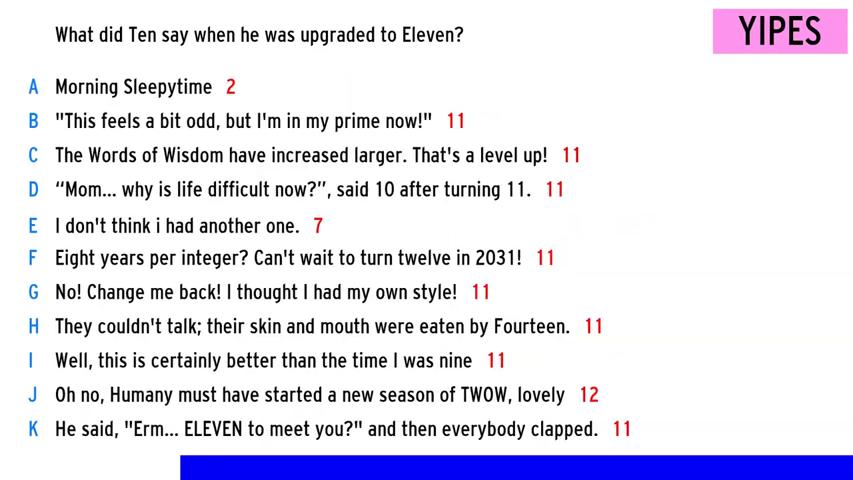 What did Ten say when he was upgraded to Eleven?
YIPES
A Morning Sleepytime 2
B "This feels a bit odd, but I'm in my prime now!" 11
C The Words of Wisdom have increased larger. That's a level up! 11
D “Mom... why is life difficult now?”, said 10 after turning 11. 11
E I don't think i had another one. 7
F Eight years per integer? Can't wait to turn twelve in 2031! 11
G No! Change me back! I thought I had my own style! 11
H They couldn't talk; their skin and mouth were eaten by Fourteen. 11
I Well, this is certainly better than the time I was nine 11
J Oh no, Humany must have started a new season of TWOW, lovely 12
K He said, "Erm... ELEVEN to meet you?" and then everybody clapped. 11